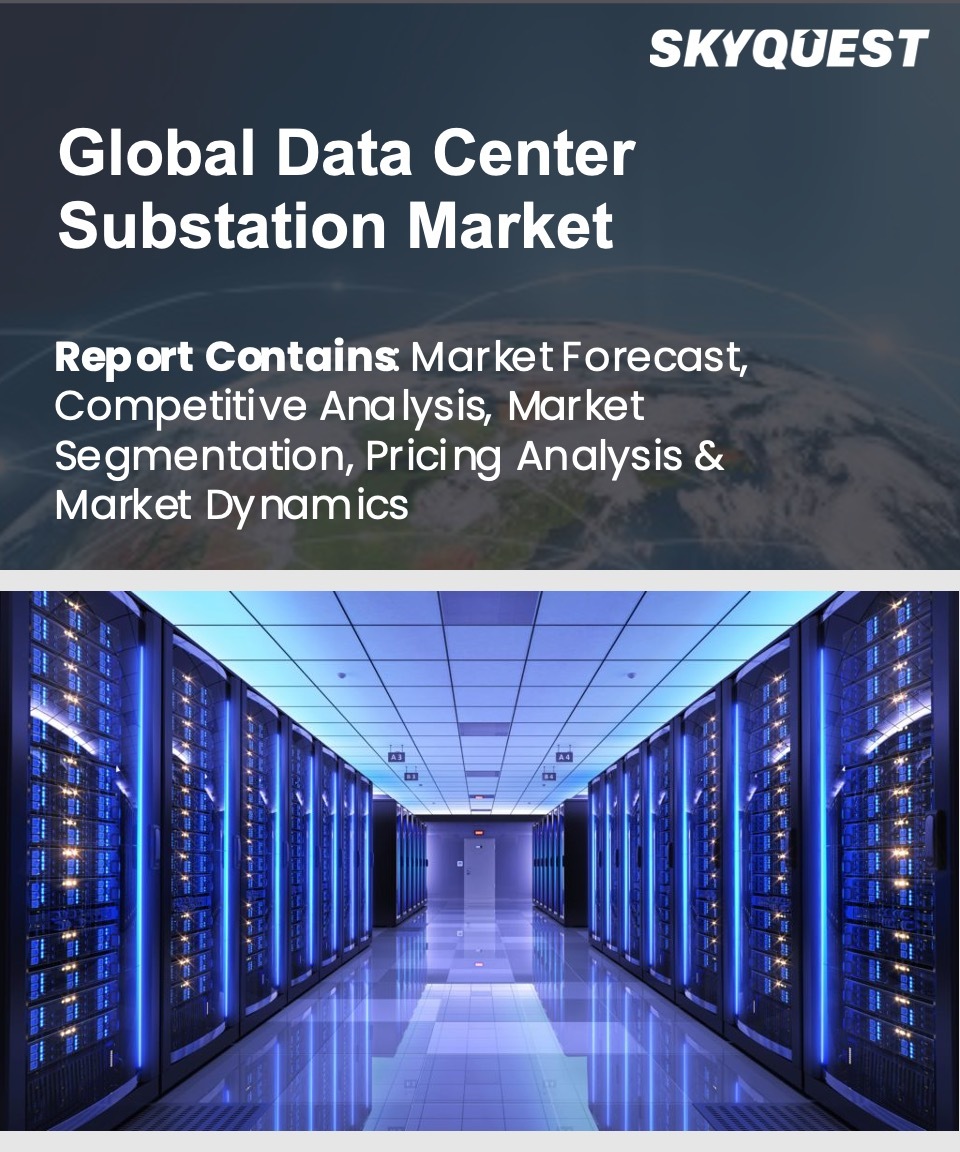 SKYQUEST
Global Data Center
Substation Market
Report Contains: Market Forecast,
Competitive Analysis, Market
Segmentation, Pricing Analysis &
Market Dynamics
A3
A4
B3
B4